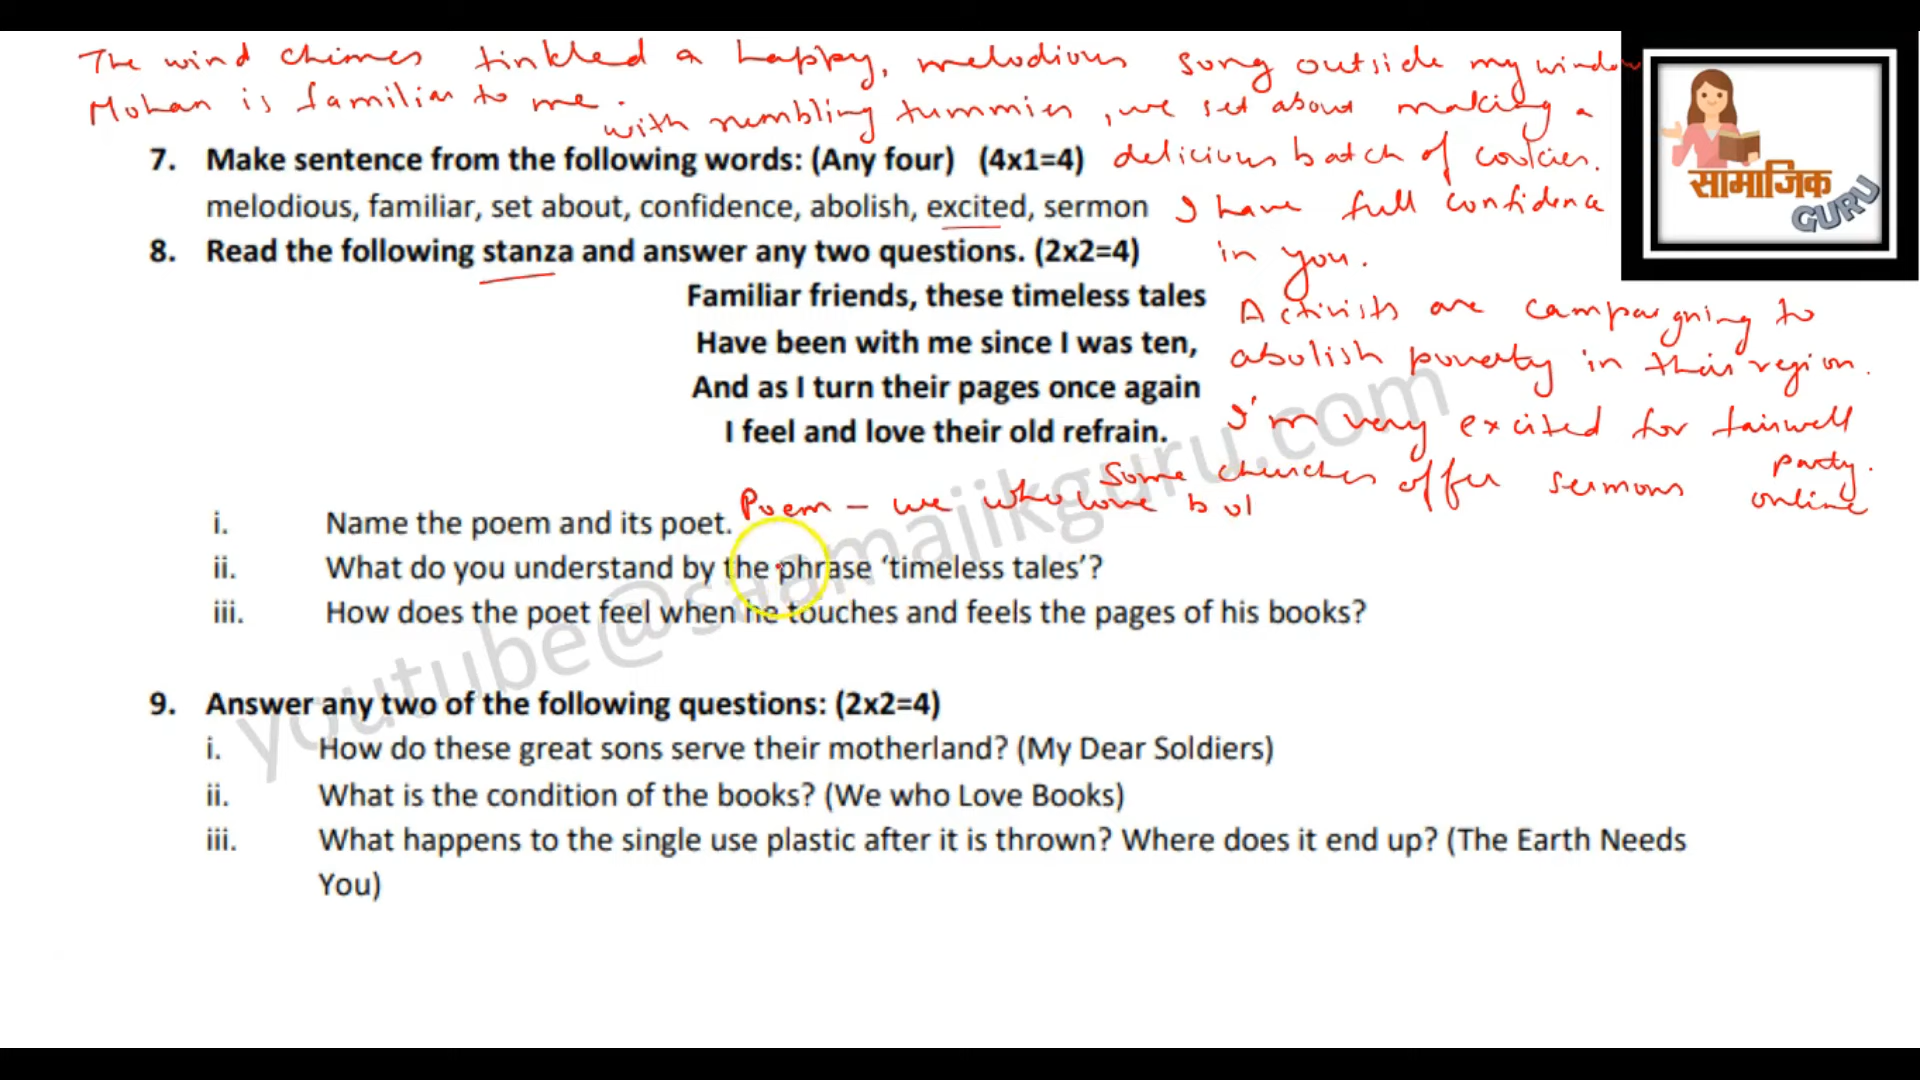 The wind chimes tinkled a happy, melodious song outside my window
Mohan is familiar to me.
with rumbling tummies, we set about making a
delicious batch of cookies.
7. Make sentence from the following words: (Any four) (4x1=4)
melodious, familiar, set about, confidence, abolish, excited, sermon
I have full confidence
in you.
8. Read the following stanza and answer any two questions. (2x2=4)
Familiar friends, these timeless tales
Have been with me since I was ten,
And as I turn their pages once again
I feel and love their old refrain.
Activists are campaigning to
abolish poverty in their region.
I'm very excited for fairwell
party.
Some churches offer sermons online
Poem - we who love bol
i. Name the poem and its poet.
ii. What do you understand by the phrase ‘timeless tales’?
iii. How does the poet feel when he touches and feels the pages of his books?
9. Answer any two of the following questions: (2x2=4)
i. How do these great sons serve their motherland? (My Dear Soldiers)
ii. What is the condition of the books? (We who Love Books)
iii. What happens to the single use plastic after it is thrown? Where does it end up? (The Earth Needs
You)
सामाजिक
GURU
youtube@saamajikguru.com